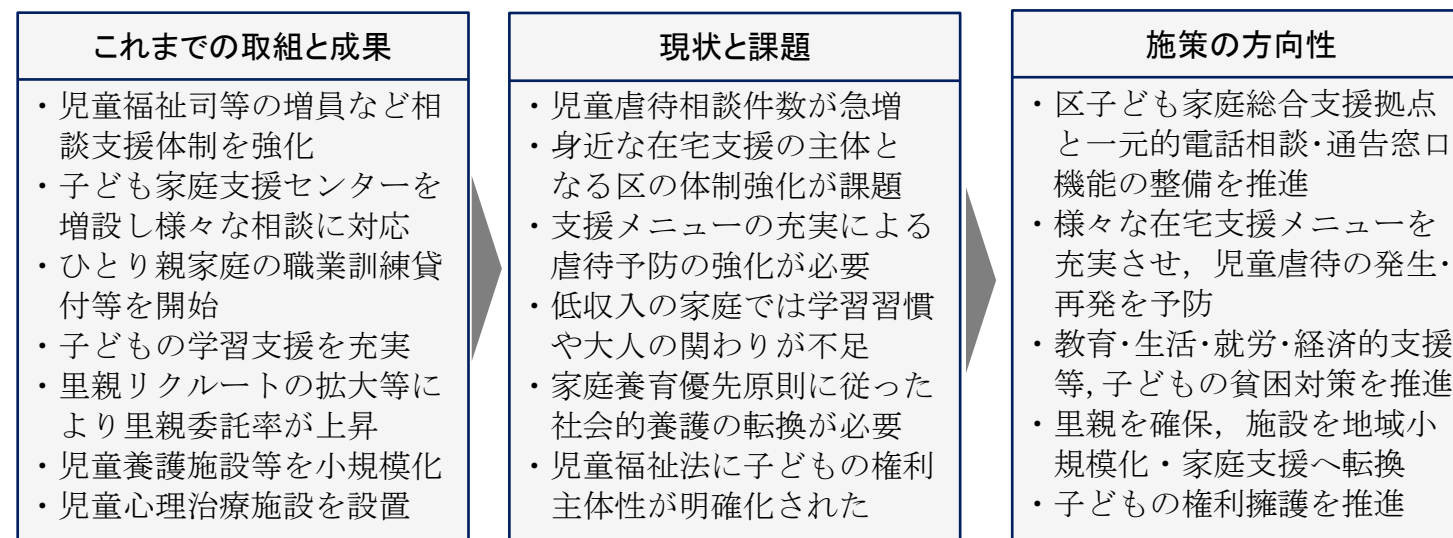 これまでの取組と成果
・児童福祉司等の増員など相
談支援体制を強化
・子ども家庭支援センターを
増設し様々な相談に対応
・ひとり親家庭の職業訓練貸
付等を開始
・子どもの学習支援を充実
・里親リクルートの拡大等に
より里親委託率が上昇
・児童養護施設等を小規模化
・児童心理治療施設を設置
現状と課題
・児童虐待相談件数が急増
・身近な在宅支援の主体と
なる区の体制強化が課題
・支援メニューの充実による
虐待予防の強化が必要
・低収入の家庭では学習習慣
や大人の関わりが不足
・家庭養育優先原則に従った
社会的養護の転換が必要
・児童福祉法に子どもの権利
主体性が明確化された
施策の方向性
・区子ども家庭総合支援拠点
と一元的電話相談・通告窓口
機能の整備を推進
・様々な在宅支援メニューを
充実させ，児童虐待の発生・
再発を予防
・教育・生活・就労・経済的支援
等，子どもの貧困対策を推進
・里親を確保，施設を地域小
規模化・家庭支援へ転換
・子どもの権利擁護を推進